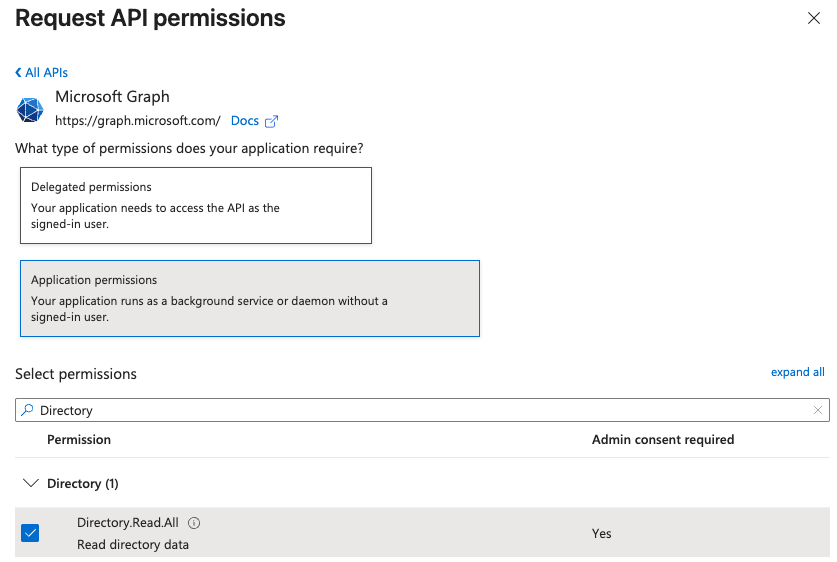 Request API permissions
All APIs
Microsoft Graph
https://graph.microsoft.com/ Docs
What type of permissions does your application require?
Delegated permissions
Your application needs to access the API as the
signed-in user.
Application permissions
Your application runs as a background service or daemon without a
signed-in user.
Select permissions
expand all
Directory
Permission
Admin consent required
Directory (1)
Directory.Read.All
Read directory data
Yes